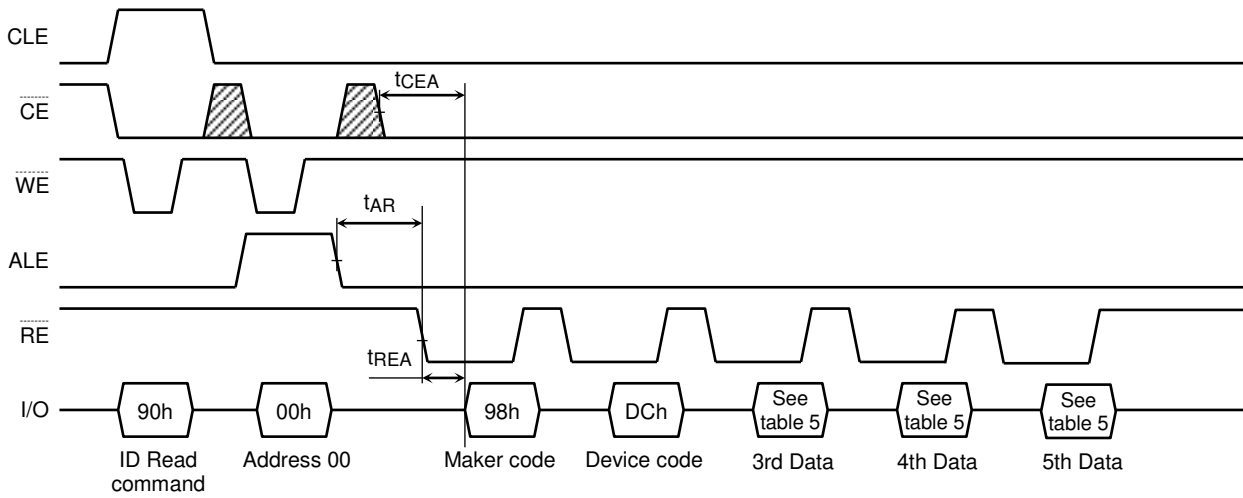 CLE
CE
tCEA
WE
tAR
ALE
RE
tREA
I/O
90h
00h
98h
DCh
See
table 5
See
table 5
See
table 5
ID Read
command
Address 00
Maker code
Device code
3rd Data
4th Data
5th Data